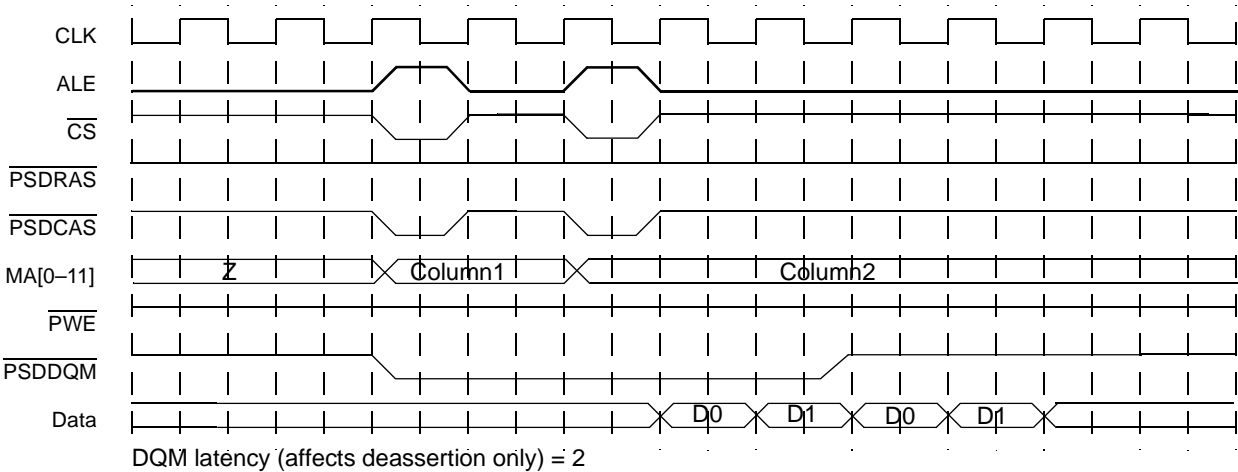 CLK
ALE
CS
PSDRAS
PSDCAS
MA[0–11] Z Column1 Column2
PWE
PSDDQM
Data D0 D1 D0 D1
DQM latency (affects deassertion only) = 2